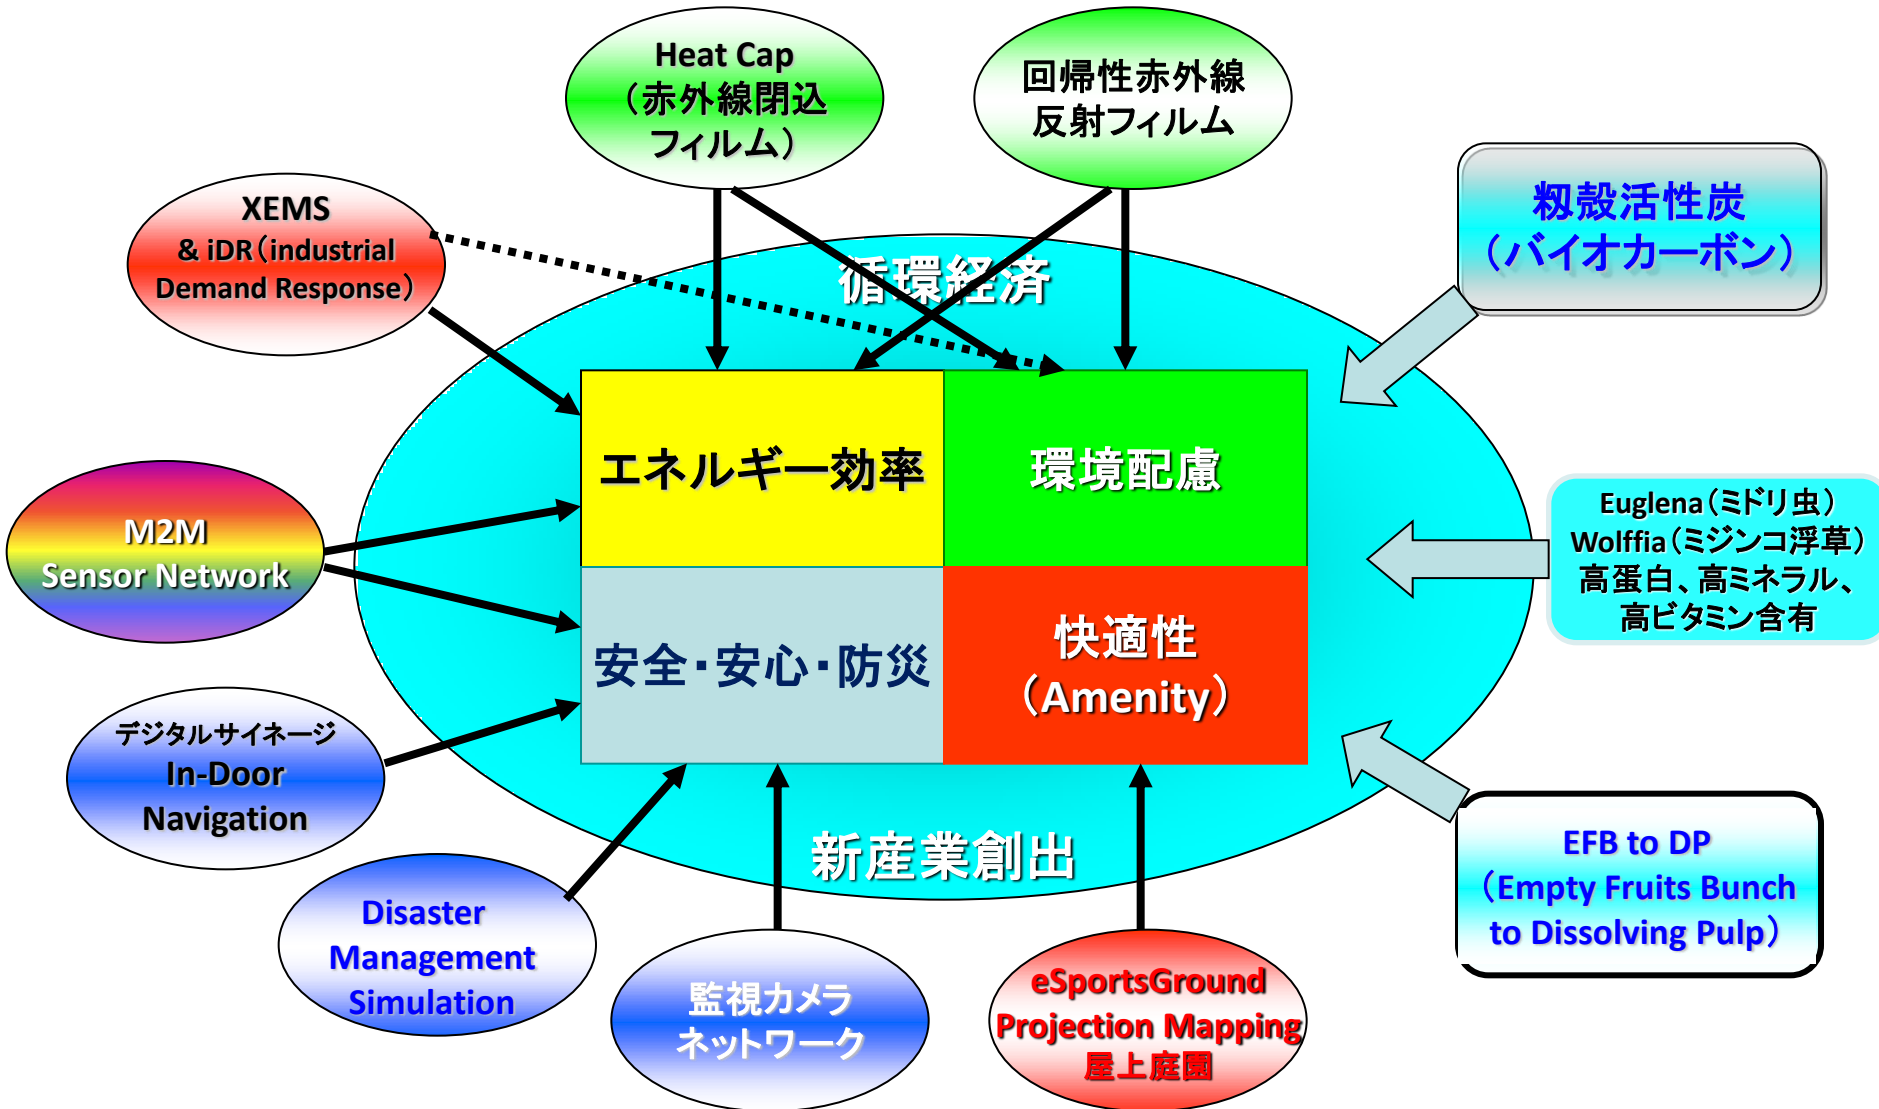 Heat Cap
（赤外線閉込
フィルム）
回帰性赤外線
反射フィルム
籾殻活性炭
（バイオカーボン）
XEMS
& iDR（industrial
Demand Response）
循環経済
エネルギー効率
環境配慮
M2M
Sensor Network
Euglena（ミドリ虫）
Wolffia（ミジンコ浮草）
高蛋白、高ミネラル、
高ビタミン含有
安全・安心・防災
快適性
（Amenity）
デジタルサイネージ
In-Door
Navigation
新産業創出
EFB to DP
（Empty Fruits Bunch
to Dissolving Pulp）
Disaster
Management
Simulation
監視カメラ
ネットワーク
eSportsGround
Projection Mapping
屋上庭園